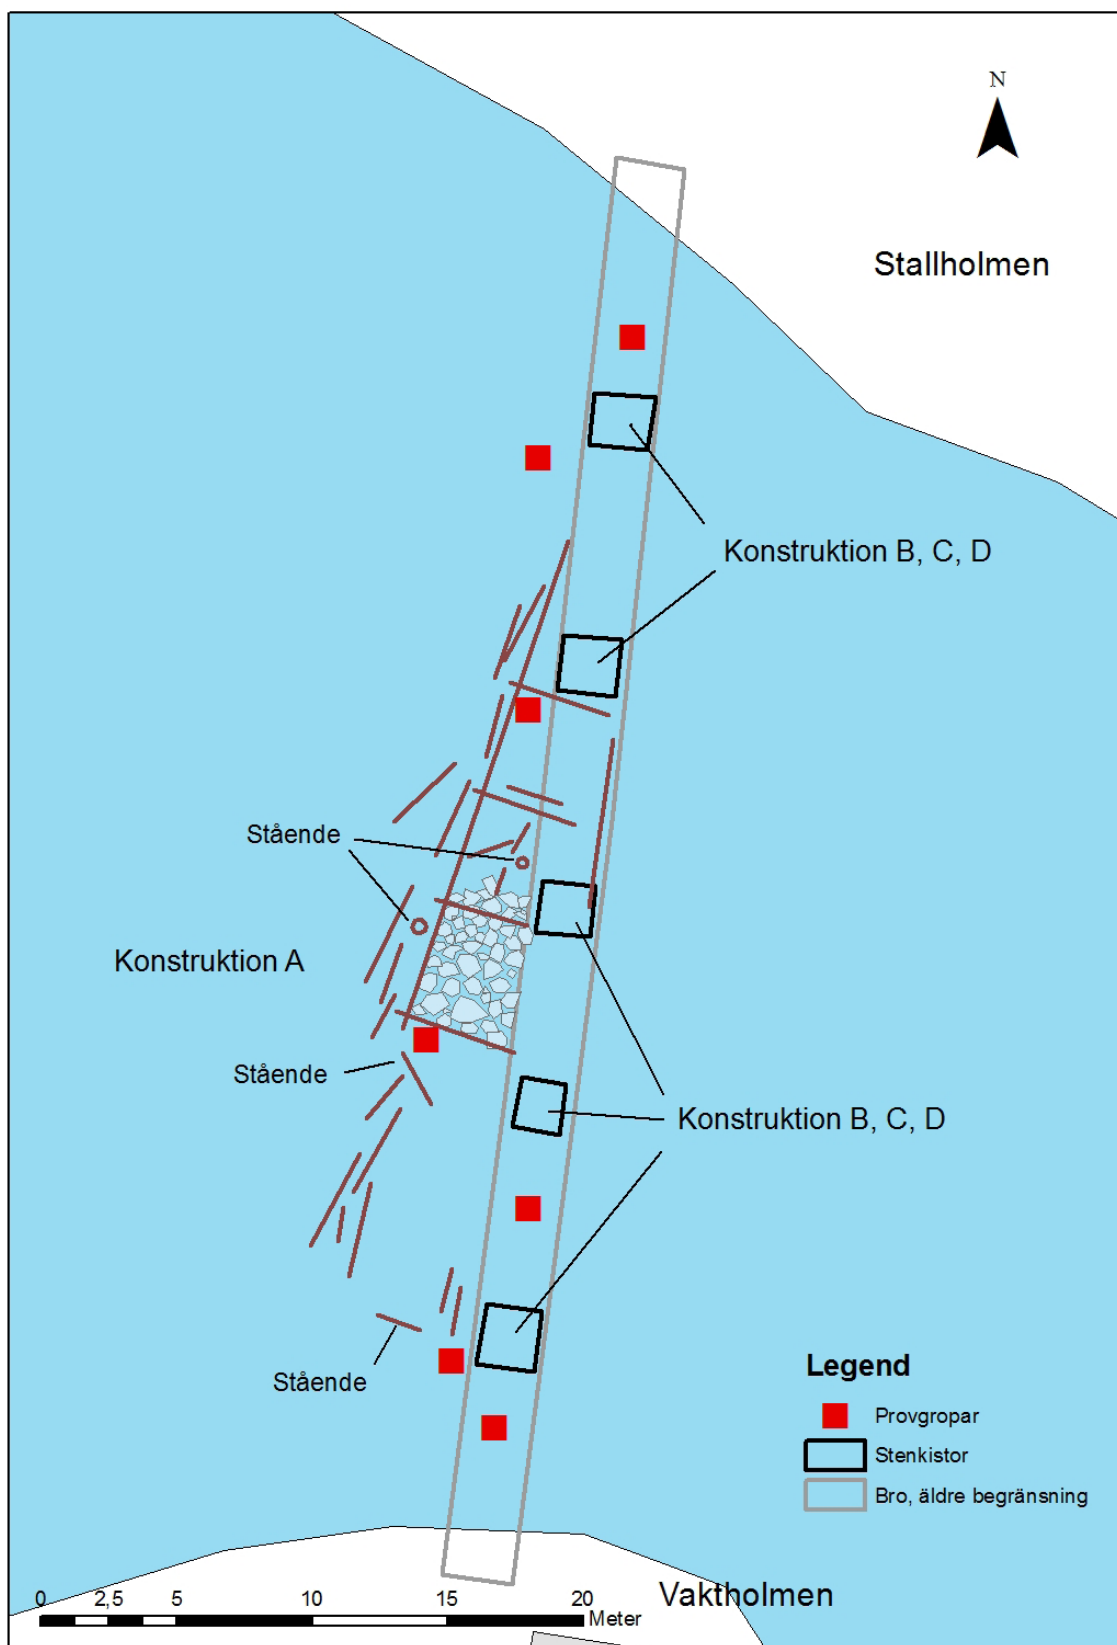 N
Stallholmen
Konstruktion B, C, D
Stående
Konstruktion A
Stående
Konstruktion B, C, D
Stående
Legend
Provgropar
Stenkistor
Bro, äldre begränsning
Vaktholmen
0 2,5 5 10 15 20
Meter